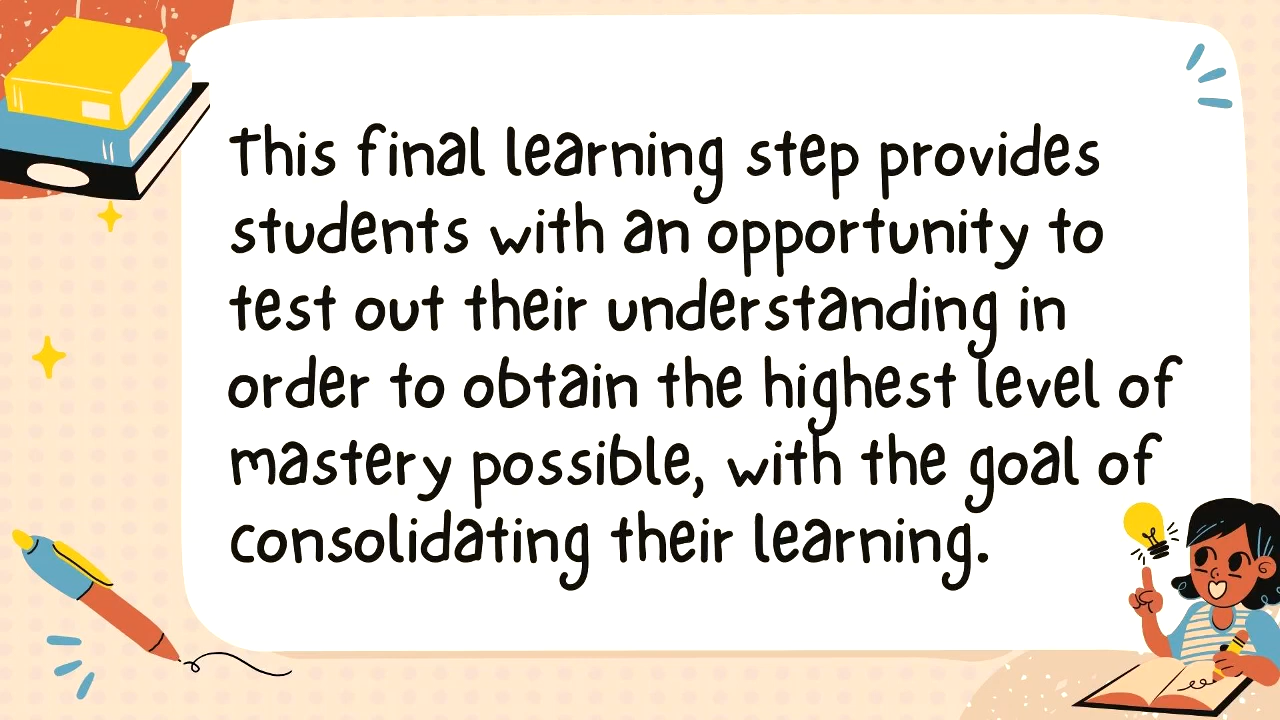 This final learning step provides
students with an opportunity to
test out their understanding in
order to obtain the highest level of
mastery possible, with the goal of
consolidating their learning.